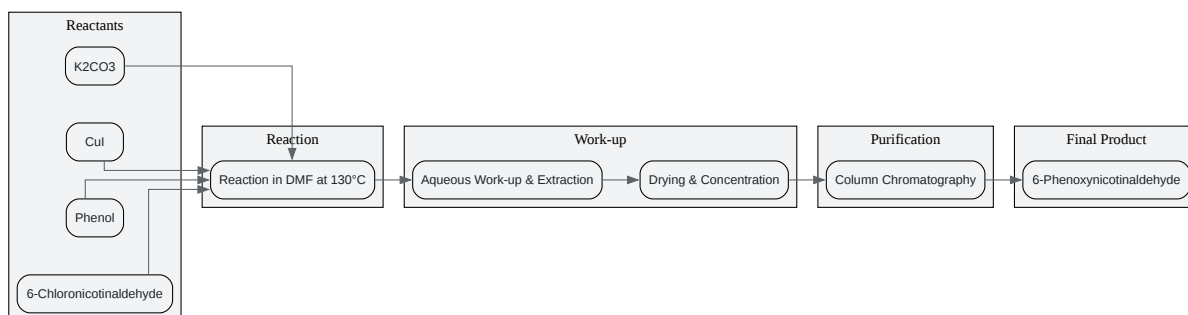 Reactants
K2CO3
CuI
Phenol
6-Chloronicotinaldehyde
Reaction
Reaction in DMF at 130°C
Work-up
Aqueous Work-up & Extraction
Drying & Concentration
Purification
Column Chromatography
Final Product
6-Phenoxynicotinaldehyde